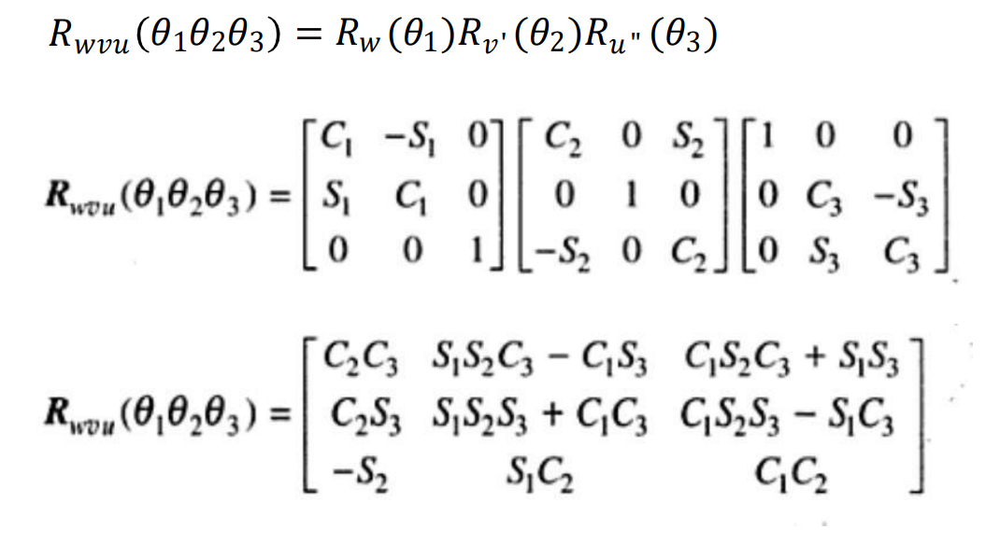 R_wvu(θ₁θ₂θ₃) = R_w(θ₁)R_v'(θ₂)R_u"(θ₃)
R_wvu(θ₁θ₂θ₃) = [C₁ −S₁ 0; S₁ C₁ 0; 0 0 1] [C₂ 0 S₂; 0 1 0; −S₂ 0 C₂] [1 0 0; 0 C₃ −S₃; 0 S₃ C₃]
R_wvu(θ₁θ₂θ₃) = [C₂C₃ S₁S₂C₃ − C₁S₃ C₁S₂C₃ + S₁S₃; C₂S₃ S₁S₂S₃ + C₁C₃ C₁S₂S₃ − S₁C₃; −S₂ S₁C₂ C₁C₂]